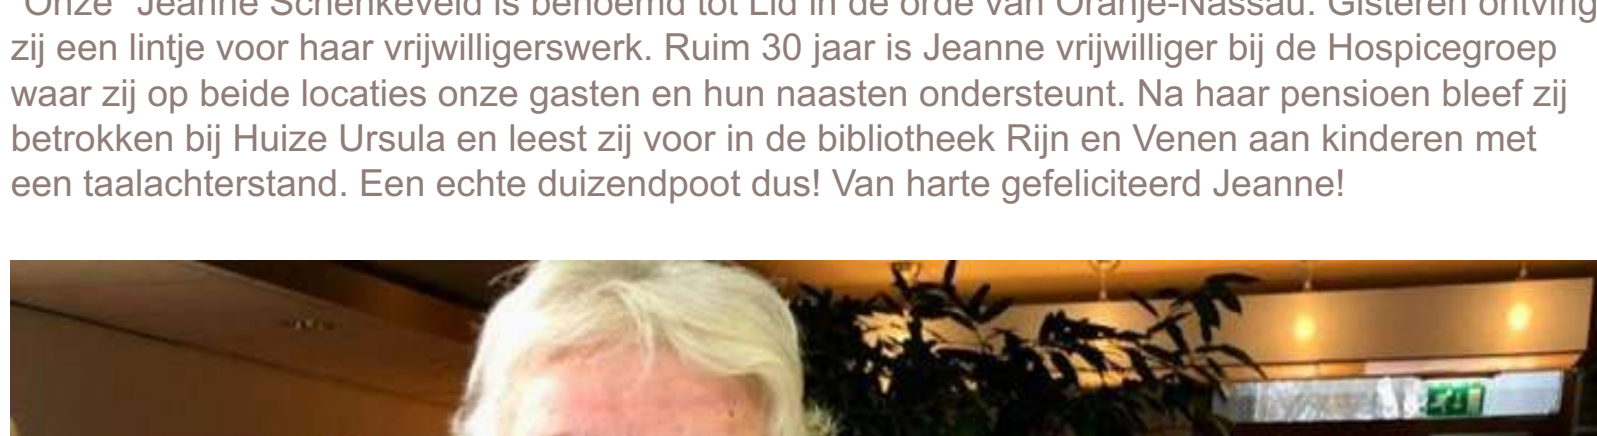 "Onze" Jeanne Schenkeveld is benoemd tot Lid in de orde van Oranje-Nassau. Gisteren ontving
zij een lintje voor haar vrijwilligerswerk. Ruim 30 jaar is Jeanne vrijwilliger bij de Hospicegroep
waar zij op beide locaties onze gasten en hun naasten ondersteunt. Na haar pensioen bleef zij
betrokken bij Huize Ursula en leest zij voor in de bibliotheek Rijn en Venen aan kinderen met
een taalachterstand. Een echte duizendpoot dus! Van harte gefeliciteerd Jeanne!